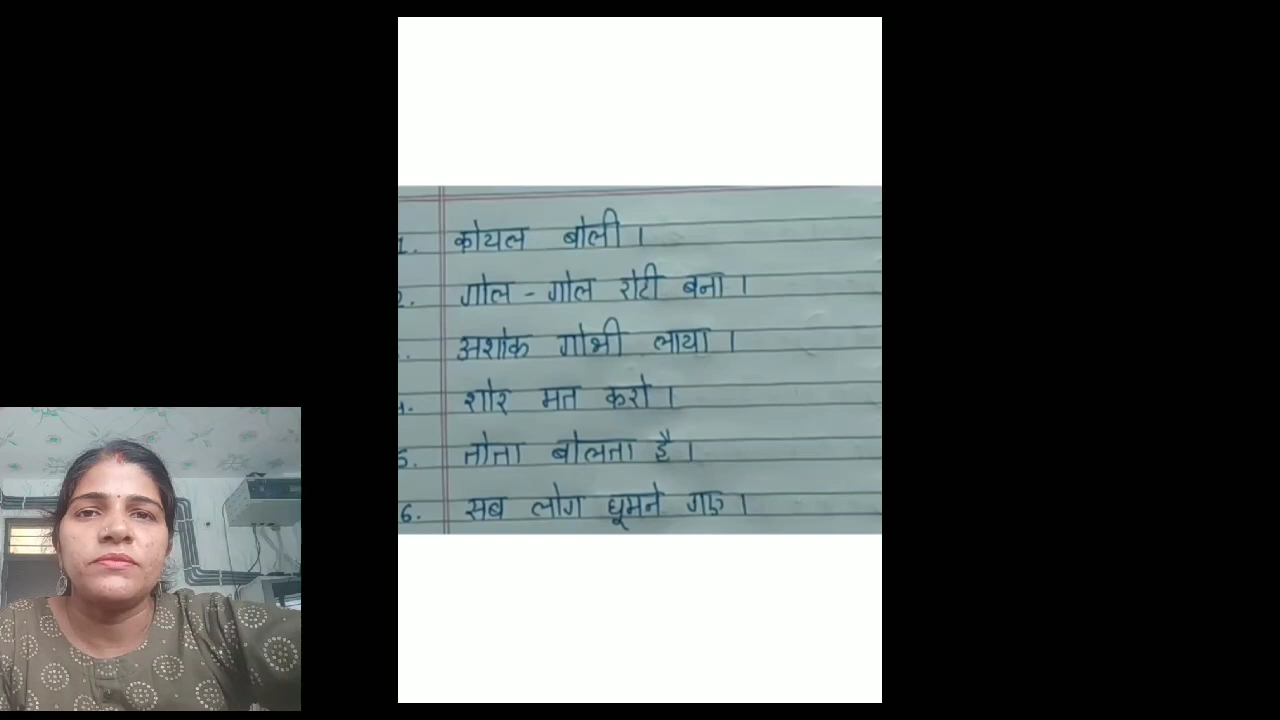 1. कोयल बोली ।
2. गोल - गोल रोटी बना ।
3. अशोक गोभी लाया ।
4. शोर मत करो ।
5. तोता बोलता है ।
6. सब लोग घूमने गए ।